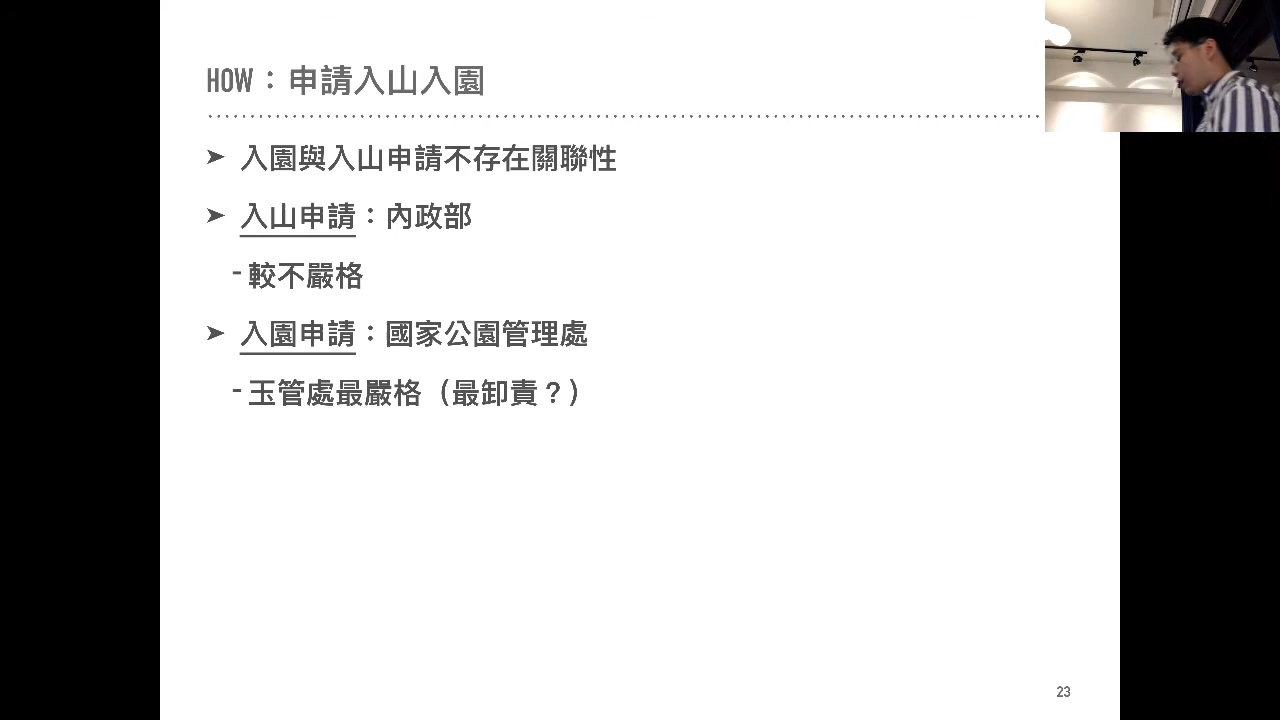 HOW：申請入山入園
➤ 入園與入山申請不存在關聯性
➤ 入山申請：內政部
- 較不嚴格
➤ 入園申請：國家公園管理處
- 玉管處最嚴格（最卸責？）
23